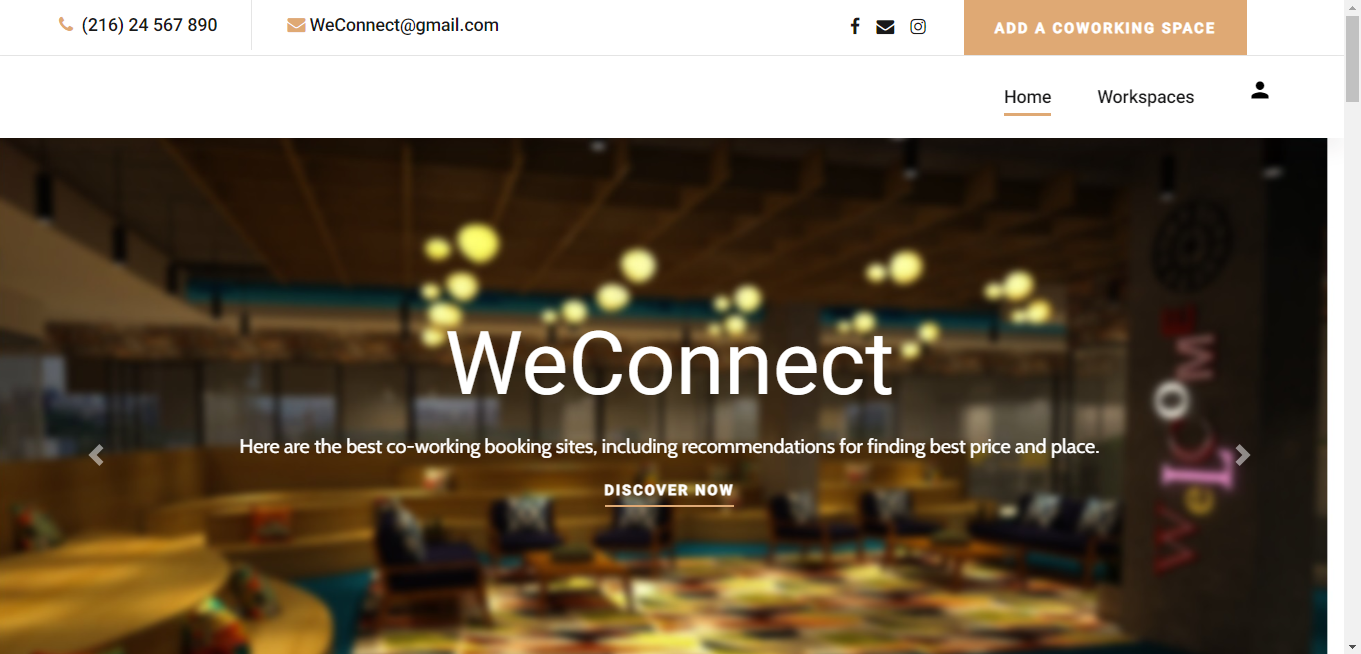 (216) 24 567 890
WeConnect@gmail.com
ADD A COWORKING SPACE
Home
Workspaces
WeConnect
Here are the best co-working booking sites, including recommendations for finding best price and place.
DISCOVER NOW
WeLCOME